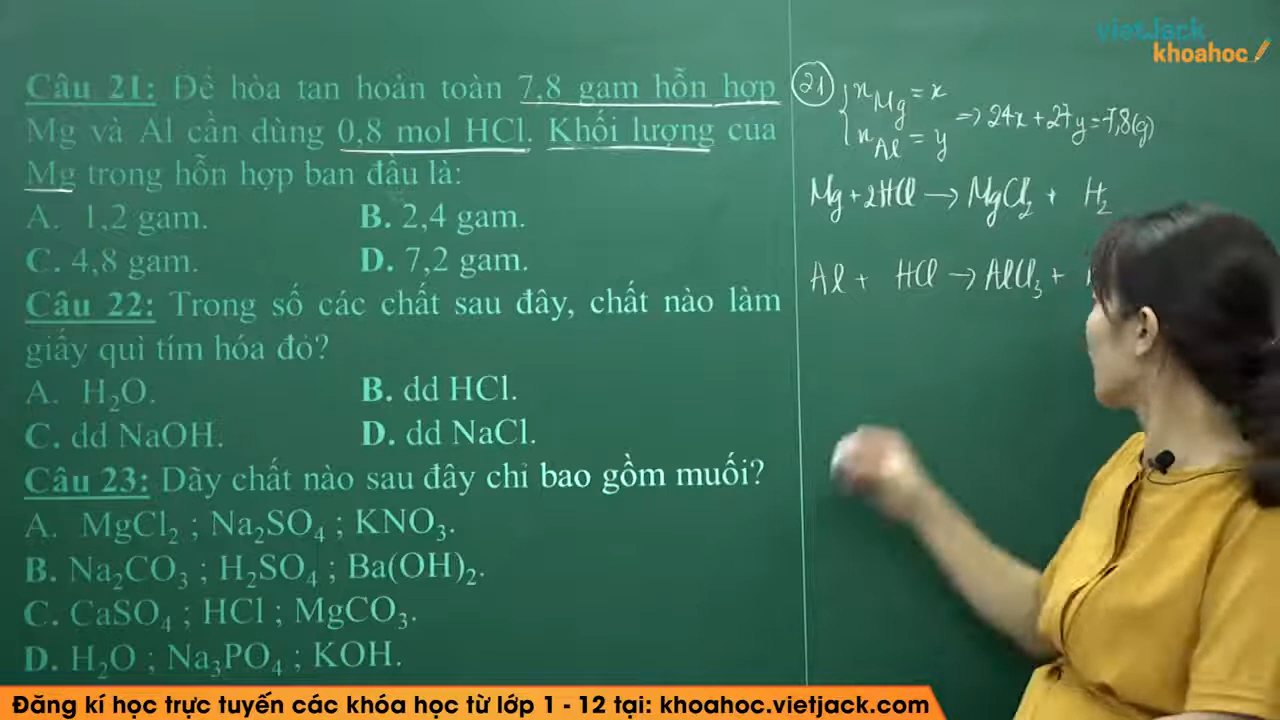 vietJack
khoahoc
Câu 21: Để hòa tan hoàn toàn 7,8 gam hỗn hợp
Mg và Al cần dùng 0,8 mol HCl. Khối lượng của
Mg trong hỗn hợp ban đầu là:
A. 1,2 gam. B. 2,4 gam.
C. 4,8 gam. D. 7,2 gam.
Câu 22: Trong số các chất sau đây, chất nào làm
giấy quì tím hóa đỏ?
A. H₂O. B. dd HCl.
C. dd NaOH. D. dd NaCl.
Câu 23: Dãy chất nào sau đây chỉ bao gồm muối?
A. MgCl₂ ; Na₂SO₄ ; KNO₃.
B. Na₂CO₃ ; H₂SO₄ ; Ba(OH)₂.
C. CaSO₄ ; HCl ; MgCO₃.
D. H₂O ; Na₃PO₄ ; KOH.
21 { n Mg = x
n Al = y => 24x + 27y = 7,8(g)
Mg + 2HCl → MgCl₂ + H₂
Al + HCl → AlCl₃ +
Đăng kí học trực tuyến các khóa học từ lớp 1 - 12 tại: khoahoc.vietjack.com